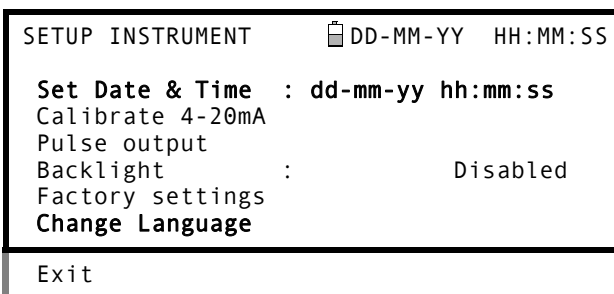 SETUP INSTRUMENT DD-MM-YY HH:MM:SS
Set Date & Time : dd-mm-yy hh:mm:ss
Calibrate 4-20mA
Pulse output
Backlight : Disabled
Factory settings
Change Language
Exit